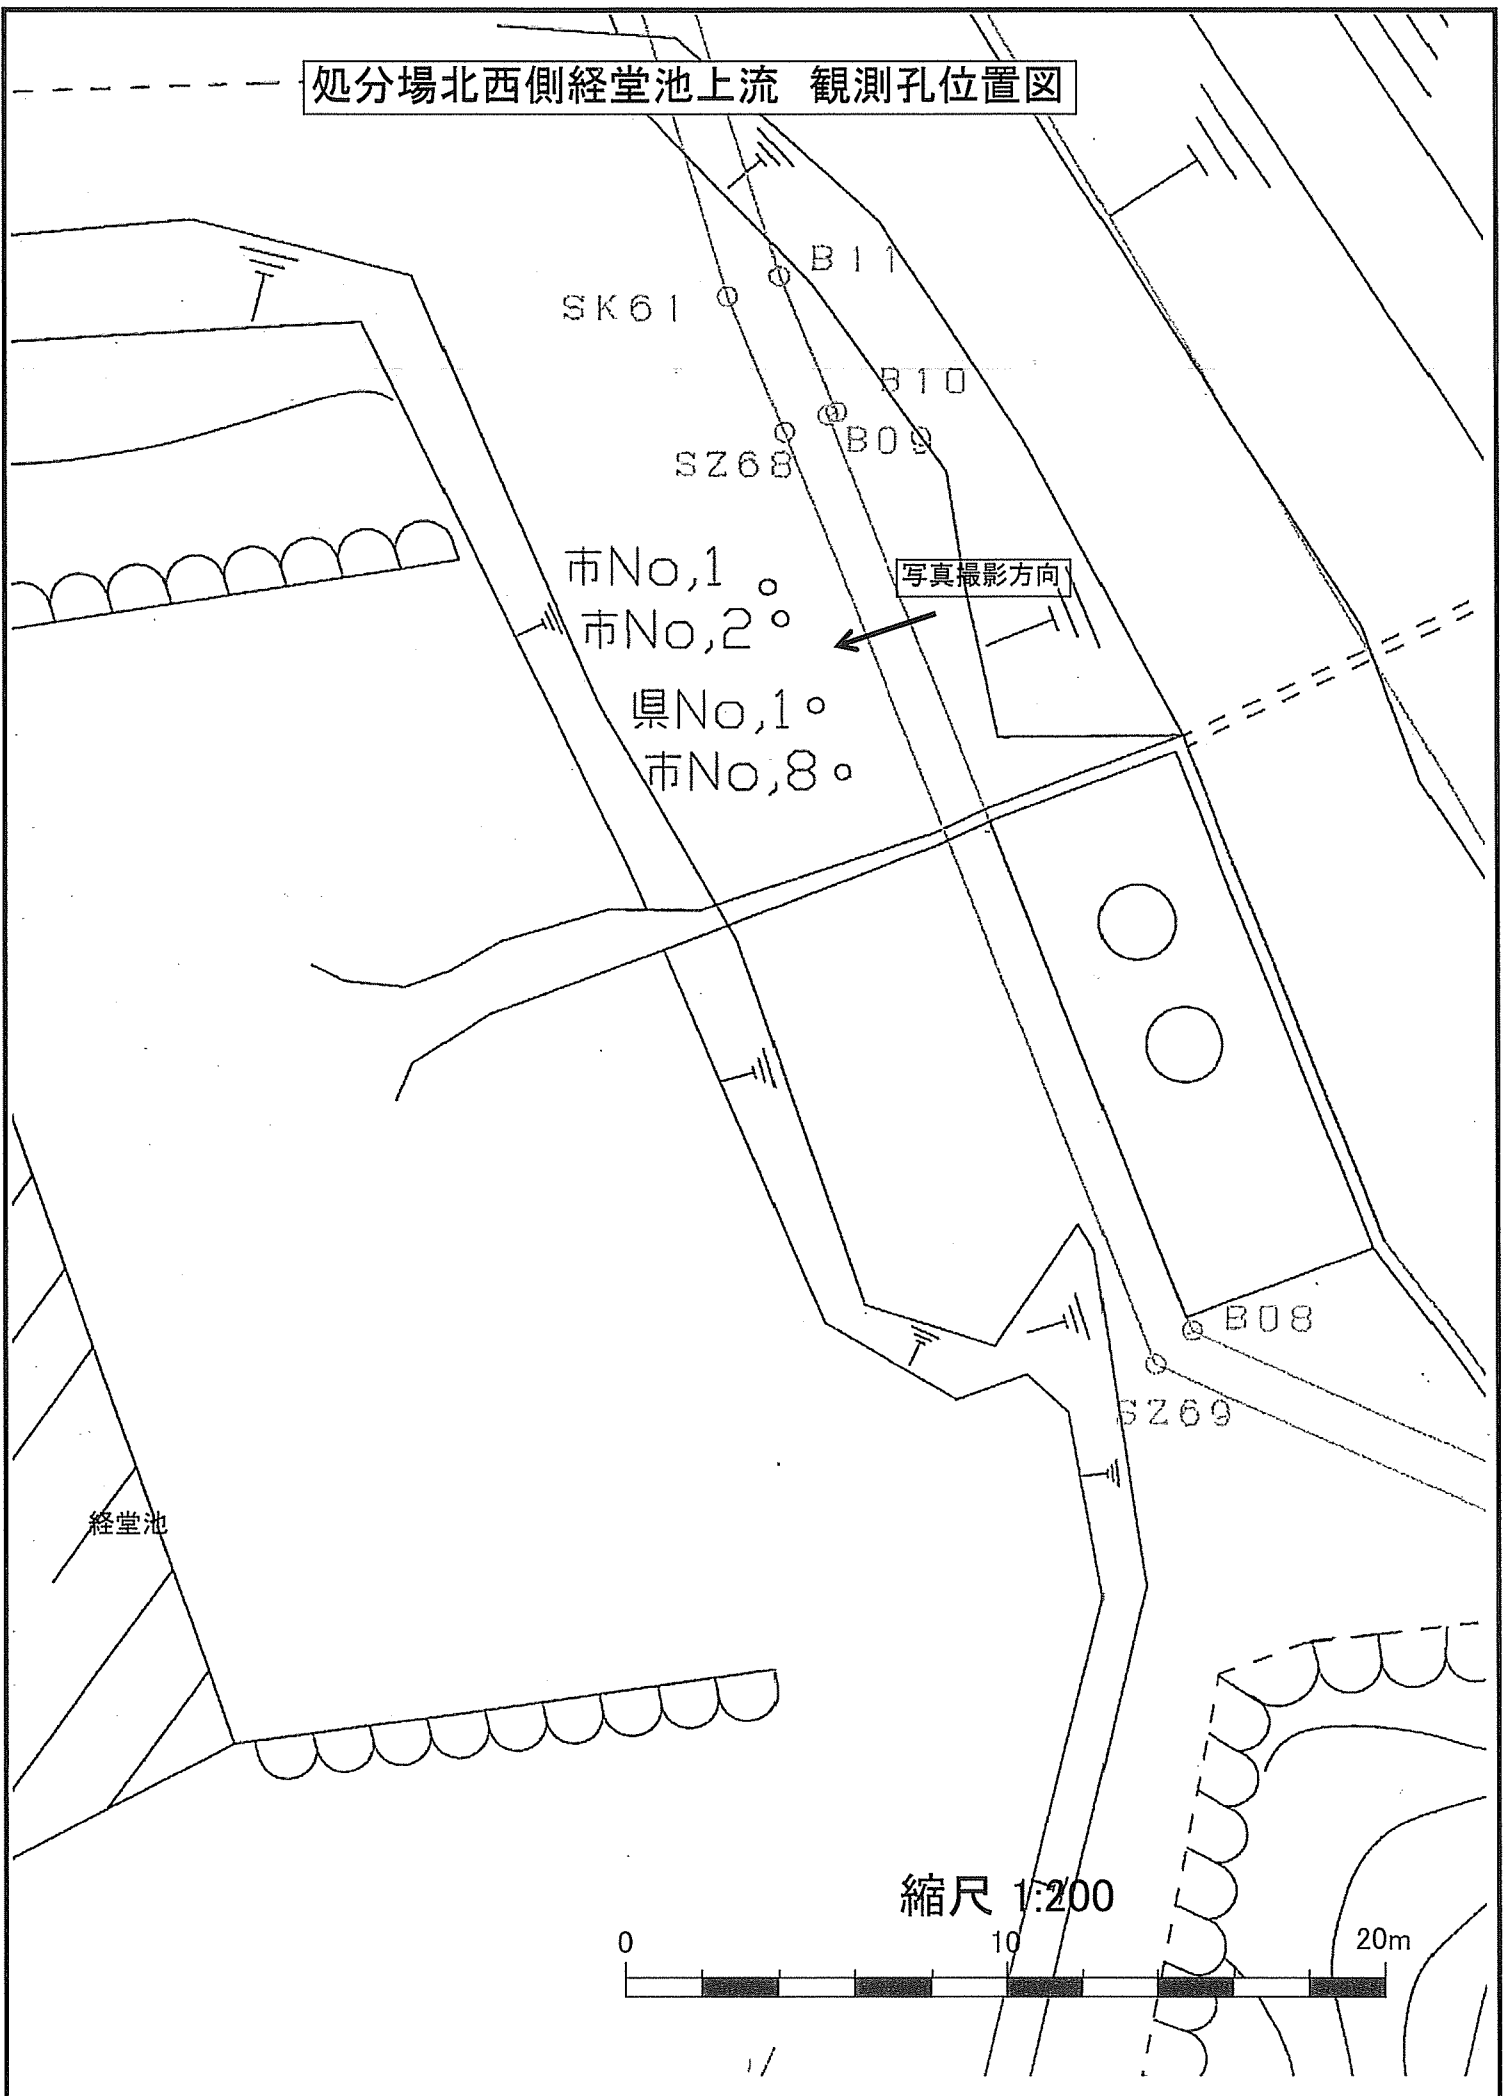 処分場北西側経堂池上流 観測孔位置図
B11
SK61
B10
B09
SZ68
市No,1
写真撮影方向
市No,2
県No,1
市No,8
B08
SZ69
経堂池
縮尺 1:200
0 10 20m